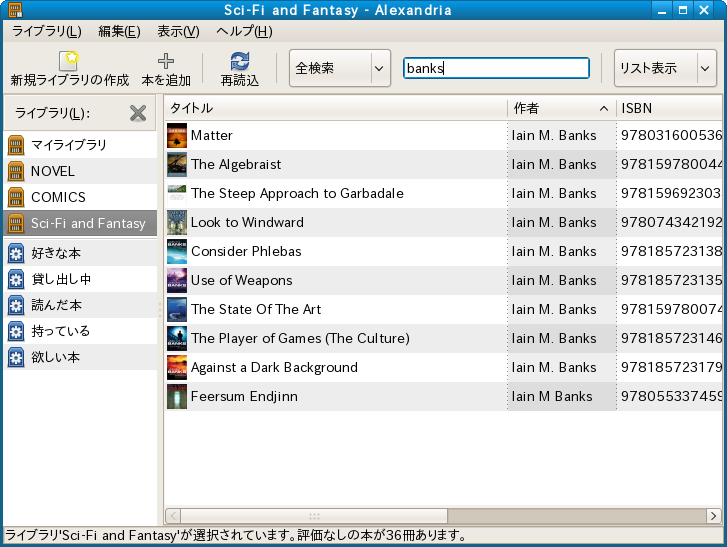 Sci-Fi and Fantasy - Alexandria
ライブラリ(L) 編集(E) 表示(V) ヘルプ(H)
新規ライブラリの作成 本を追加 再読込 全検索 banks リスト表示
ライブラリ(L): タイトル 作者 ISBN
マイライブラリ
NOVEL
COMICS
Sci-Fi and Fantasy
好きな本
貸し出し中
読んだ本
持っている
欲しい本
Matter Iain M. Banks 978031600536
The Algebraist Iain M. Banks 978159780044
The Steep Approach to Garbadale Iain M. Banks 978159692303
Look to Windward Iain M. Banks 978074342192
Consider Phlebas Iain M. Banks 978185723138
Use of Weapons Iain M. Banks 978185723135
The State Of The Art Iain M. Banks 978159780074
The Player of Games (The Culture) Iain M. Banks 978185723146
Against a Dark Background Iain M. Banks 978185723179
Feersum Endjinn Iain M Banks 978055337459
ライブラリ'Sci-Fi and Fantasy'が選択されています。評価なしの本が36冊あります。